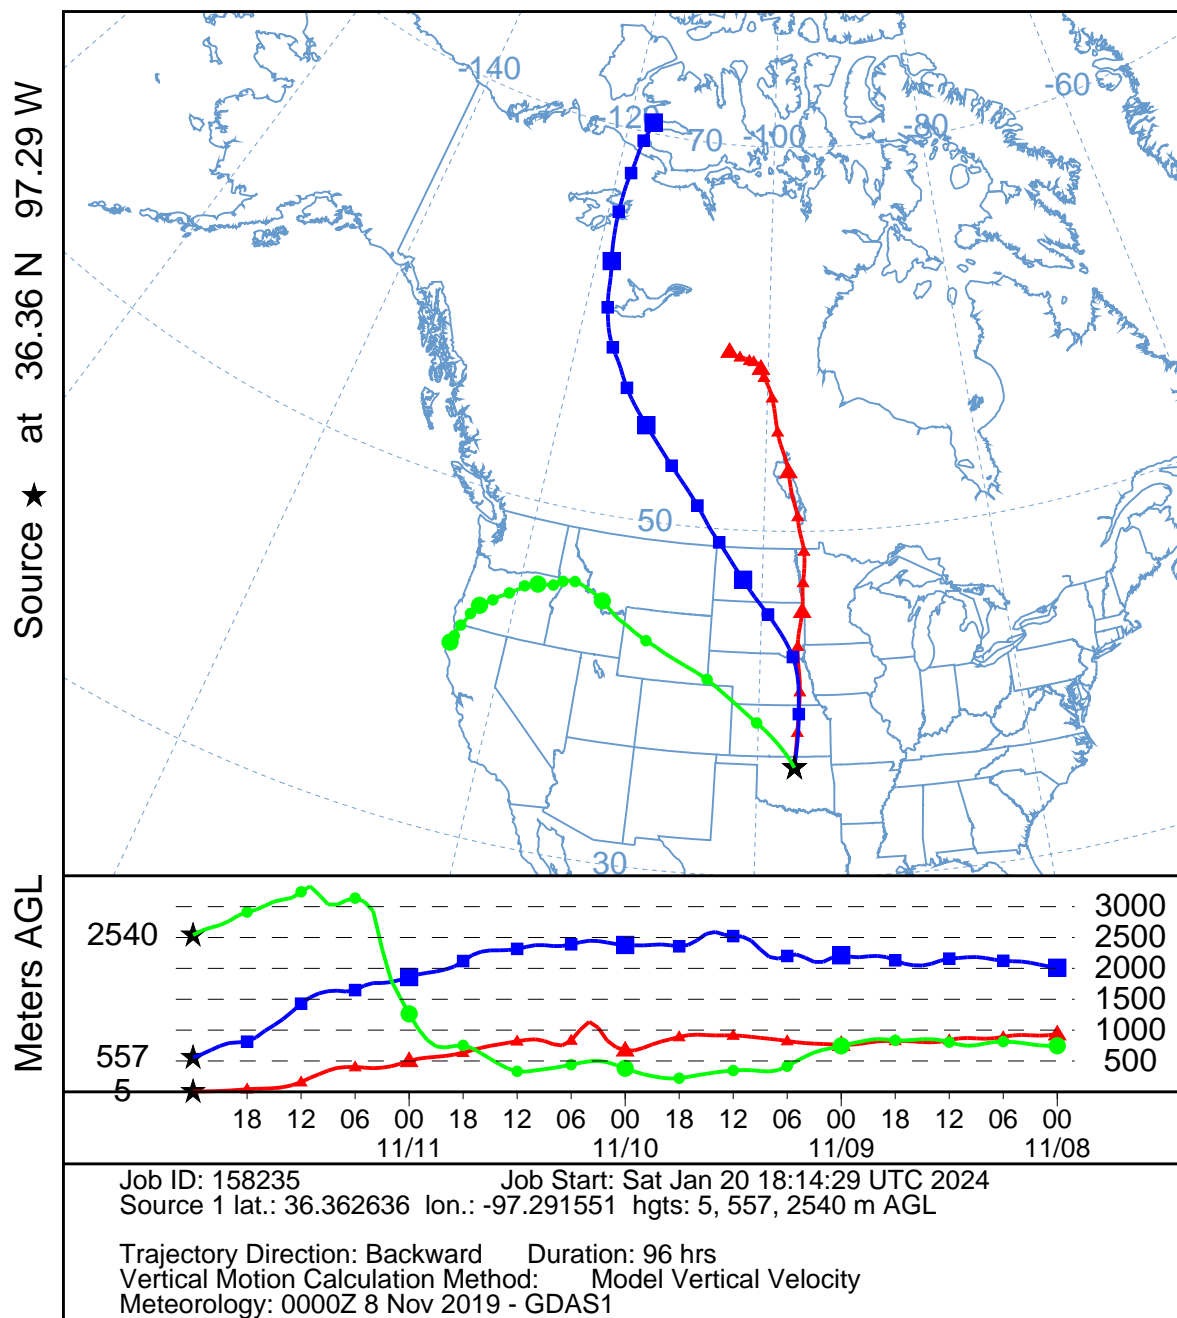 Source ★ at 36.36 N 97.29 W
-140
-60
120
70
-100
-80
50
30
Meters AGL
3000
2540
2500
2000
1500
557
1000
5
500
18 12 06 00 18 12 06 00 18 12 06 00 18 12 06 00
11/11 11/10 11/09 11/08
Job ID: 158235 Job Start: Sat Jan 20 18:14:29 UTC 2024
Source 1 lat.: 36.362636 lon.: -97.291551 hgts: 5, 557, 2540 m AGL
Trajectory Direction: Backward Duration: 96 hrs
Vertical Motion Calculation Method: Model Vertical Velocity
Meteorology: 0000Z 8 Nov 2019 - GDAS1